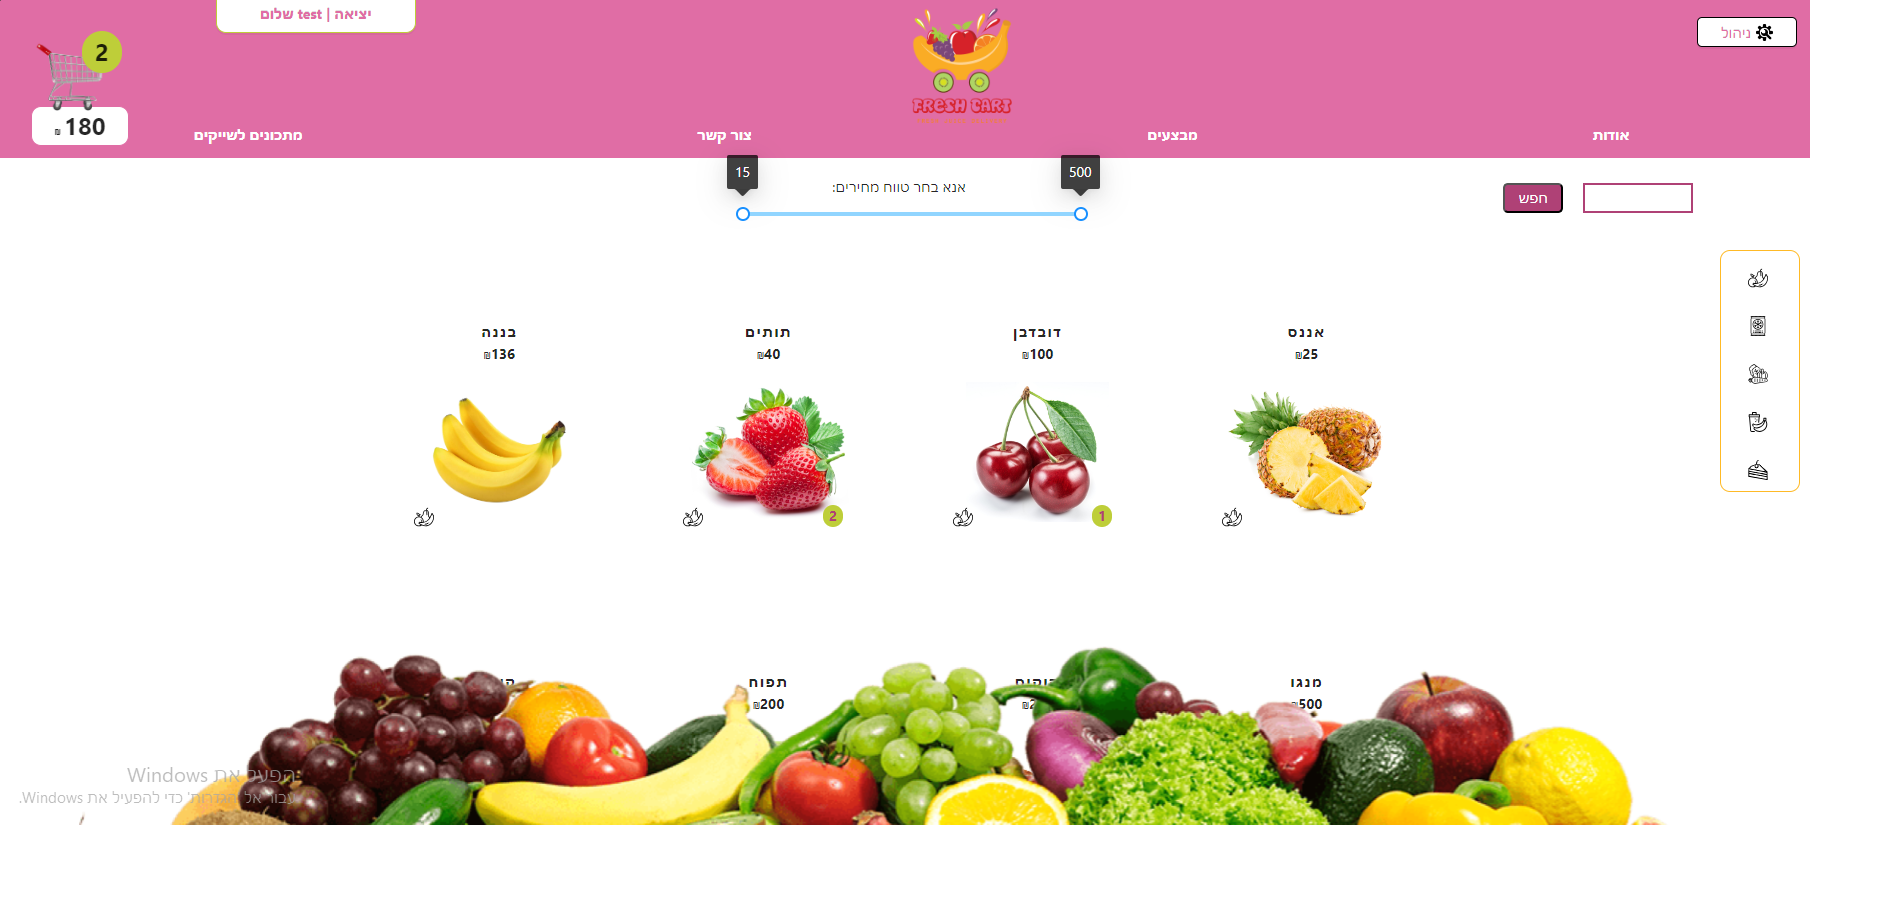 ניהול
שלום test | יציאה
2
180 ₪
FRESH CART
אודות
מבצעים
צור קשר
מתכונים לשייקים
חפש
אנא בחר טווח מחירים:
15
500
אננס
₪25
דובדבן
₪100
1
תותים
₪40
2
בננה
₪136
מנגו
₪500
תפוח
₪200
הפעל את Windows
עבור אל הגדרות' כדי להפעיל את Windows.